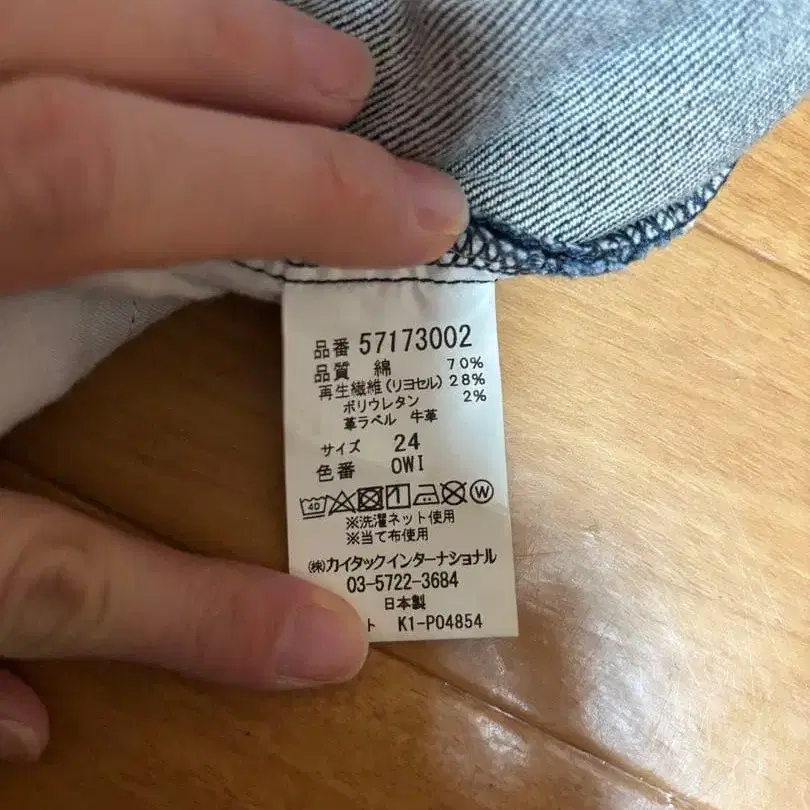 品番 57173002
品質 綿 70%
再生繊維(リヨセル) 28%
ポリウレタン 2%
革ラベル 牛革
サイズ 24
色番 OWI
40 1 W
※洗濯ネット使用
※当て布使用
㈱カイタックインターナショナル
03-5722-3684
日本製
ト K1-P04854